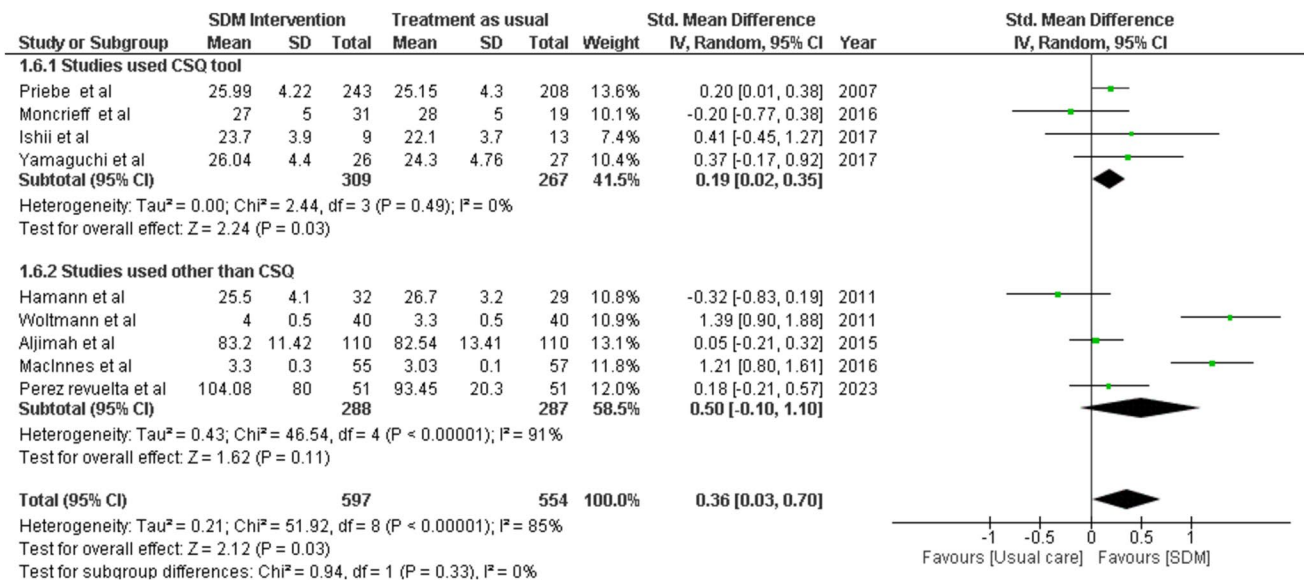 SDM Intervention Treatment as usual Std. Mean Difference Std. Mean Difference
Study or Subgroup Mean SD Total Mean SD Total Weight IV, Random, 95% CI Year IV, Random, 95% CI
1.6.1 Studies used CSQ tool
Priebe et al 25.99 4.22 243 25.15 4.3 208 13.6% 0.20 [0.01, 0.38] 2007
Moncrieff et al 27 5 31 28 5 19 10.1% -0.20 [-0.77, 0.38] 2016
Ishii et al 23.7 3.9 9 22.1 3.7 13 7.4% 0.41 [-0.45, 1.27] 2017
Yamaguchi et al 26.04 4.4 26 24.3 4.76 27 10.4% 0.37 [-0.17, 0.92] 2017
Subtotal (95% CI) 309 267 41.5% 0.19 [0.02, 0.35]
Heterogeneity: Tau² = 0.00; Chi² = 2.44, df = 3 (P = 0.49); I² = 0%
Test for overall effect: Z = 2.24 (P = 0.03)
1.6.2 Studies used other than CSQ
Hamann et al 25.5 4.1 32 26.7 3.2 29 10.8% -0.32 [-0.83, 0.19] 2011
Woltmann et al 4 0.5 40 3.3 0.5 40 10.9% 1.39 [0.90, 1.88] 2011
Aljimah et al 83.2 11.42 110 82.54 13.41 110 13.1% 0.05 [-0.21, 0.32] 2015
MacInnes et al 3.3 0.3 55 3.03 0.1 57 11.8% 1.21 [0.80, 1.61] 2016
Perez revuelta et al 104.08 80 51 93.45 20.3 51 12.0% 0.18 [-0.21, 0.57] 2023
Subtotal (95% CI) 288 287 58.5% 0.50 [-0.10, 1.10]
Heterogeneity: Tau² = 0.43; Chi² = 46.54, df = 4 (P < 0.00001); I² = 91%
Test for overall effect: Z = 1.62 (P = 0.11)
Total (95% CI) 597 554 100.0% 0.36 [0.03, 0.70]
Heterogeneity: Tau² = 0.21; Chi² = 51.92, df = 8 (P < 0.00001); I² = 85%
Test for overall effect: Z = 2.12 (P = 0.03)
Test for subgroup differences: Chi² = 0.94, df = 1 (P = 0.33), I² = 0%
-1 -0.5 0 0.5 1
Favours [Usual care] Favours [SDM]